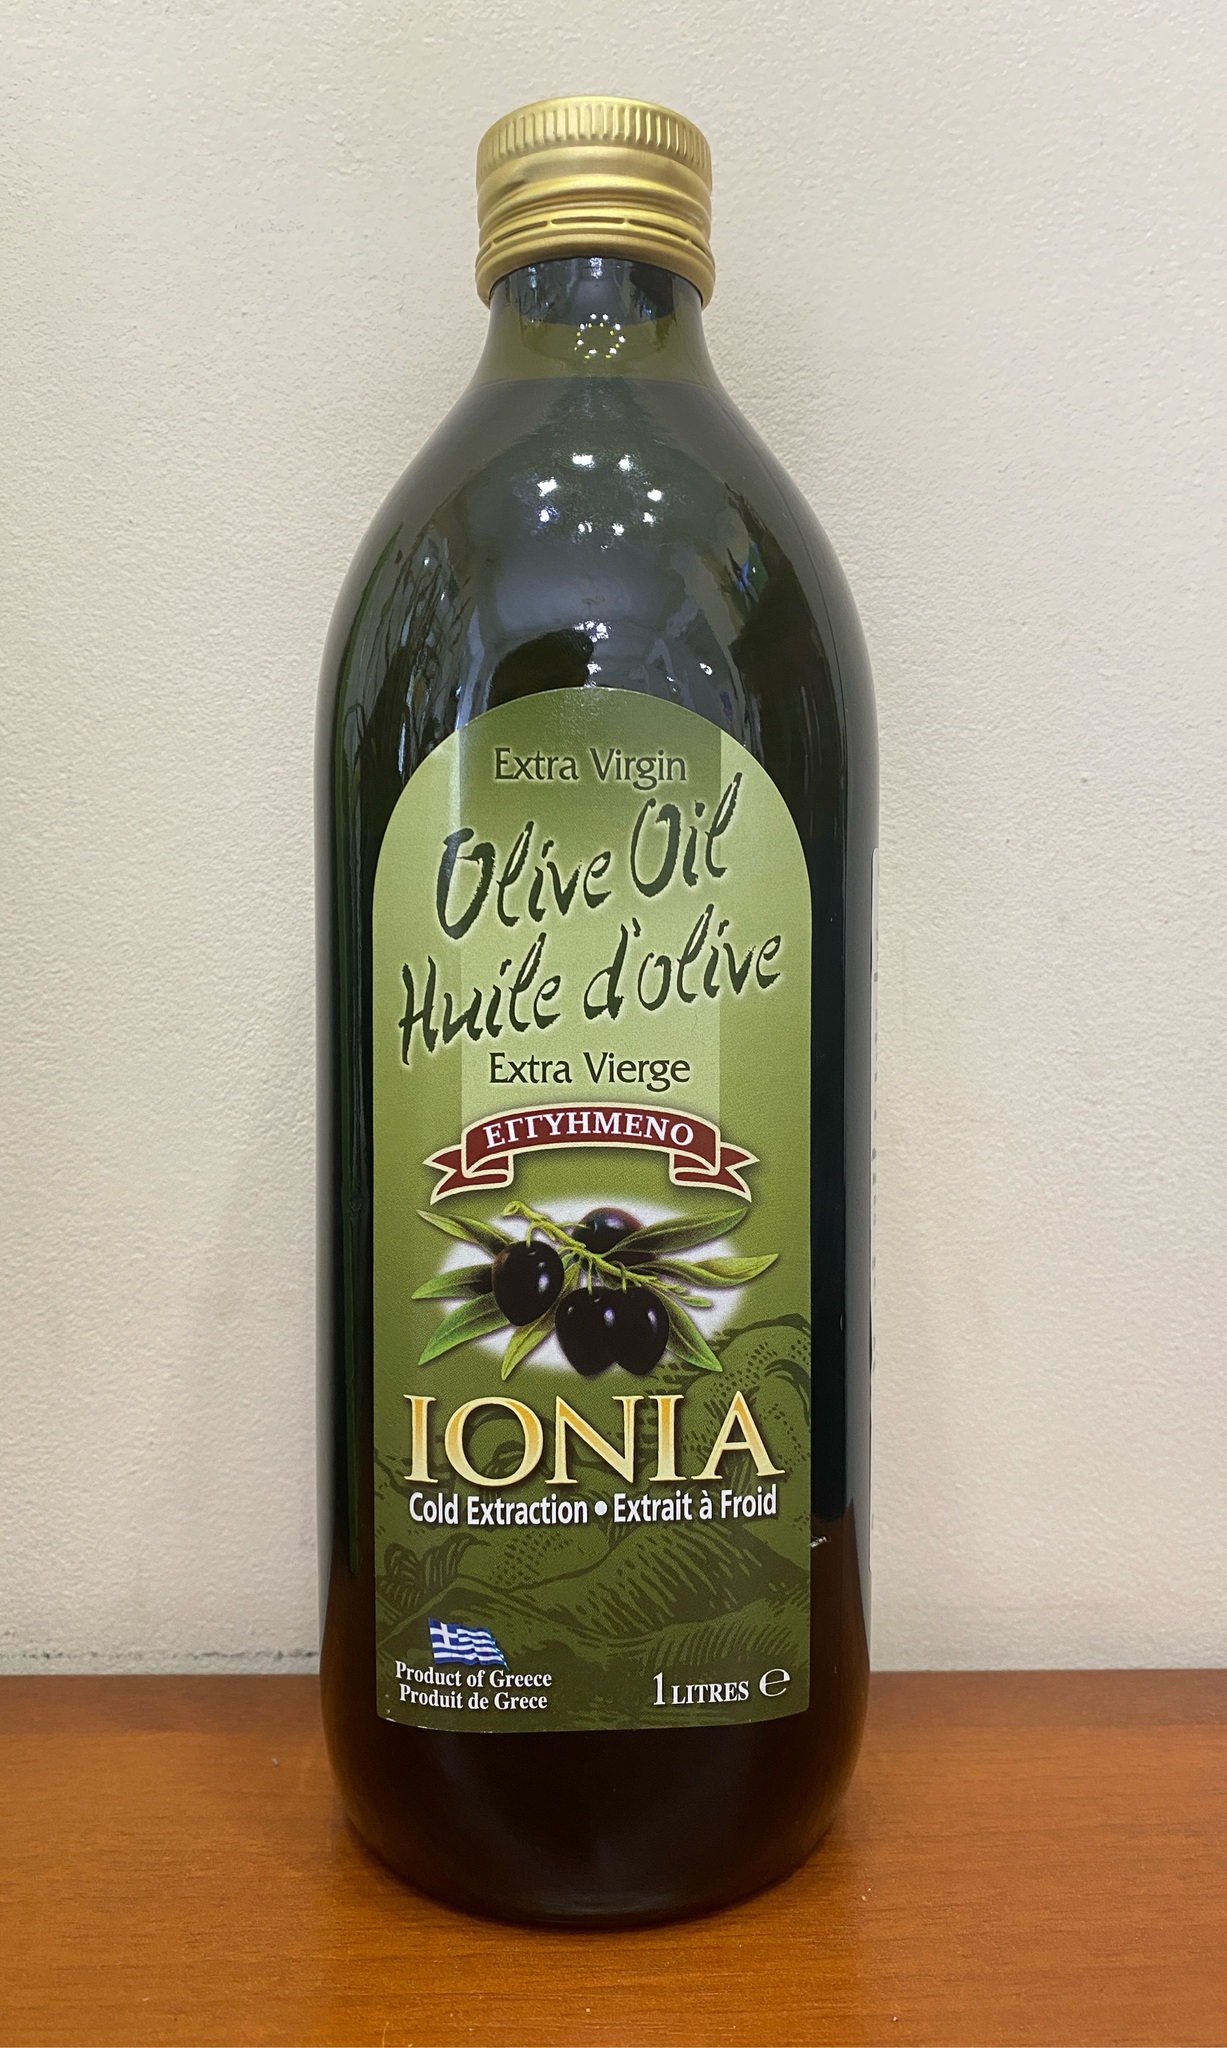 Extra Virgin
Olive Oil
Huile d'olive
Extra Vierge
ΕΓΓΥΗΜΕΝΟ
IONIA
Cold Extraction • Extrait à Froid
Product of Greece
Produit de Grece
1 LITRES ℮